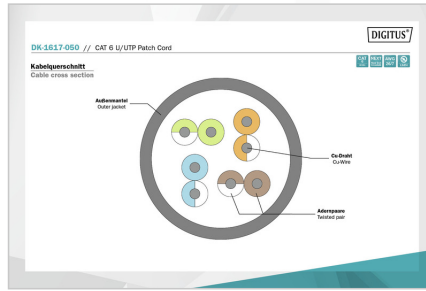 DIGITUS®
DK-1617-050 // CAT 6 U/UTP Patch Cord
Kabelquerschnitt
Cable cross section
Außenmantel
Outer jacket
Cu-Draht
Cu-Wire
Adernpaare
Twisted pair